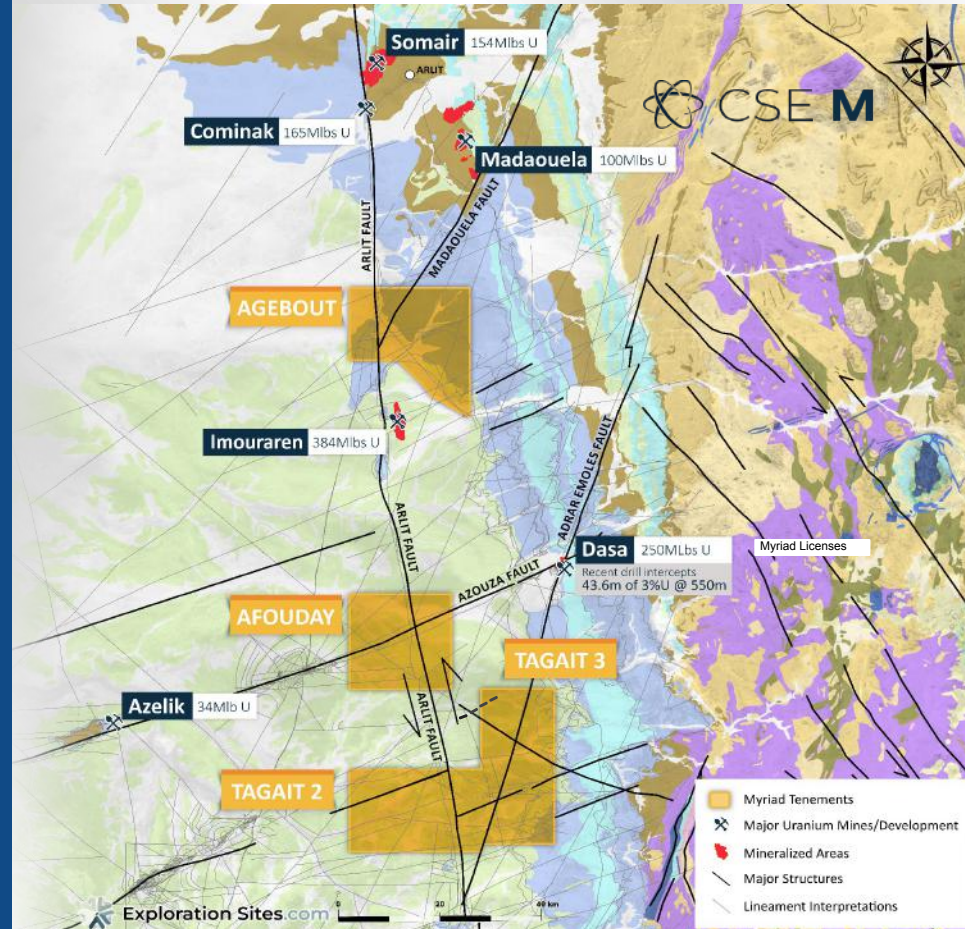 Somair 154Mlbs U
ARLIT
CSE M
Cominak 165Mlbs U
Madaouela 100Mlbs U
ARLIT FAULT
MADAOUELA FAULT
AGEBOUT
Imouraren 384Mlbs U
ADRAR EMOLES FAULT
ARLIT FAULT
Dasa 250MLbs U
Recent drill intercepts
43.6m of 3%U @ 550m
Myriad Licenses
AZOUZA FAULT
AFOUDAY
TAGAIT 3
Azelik 34Mlb U
ARLIT FAULT
TAGAIT 2
Myriad Tenements
Major Uranium Mines/Development
Mineralized Areas
Major Structures
Lineament Interpretations
0 20 40 km
Exploration Sites.com